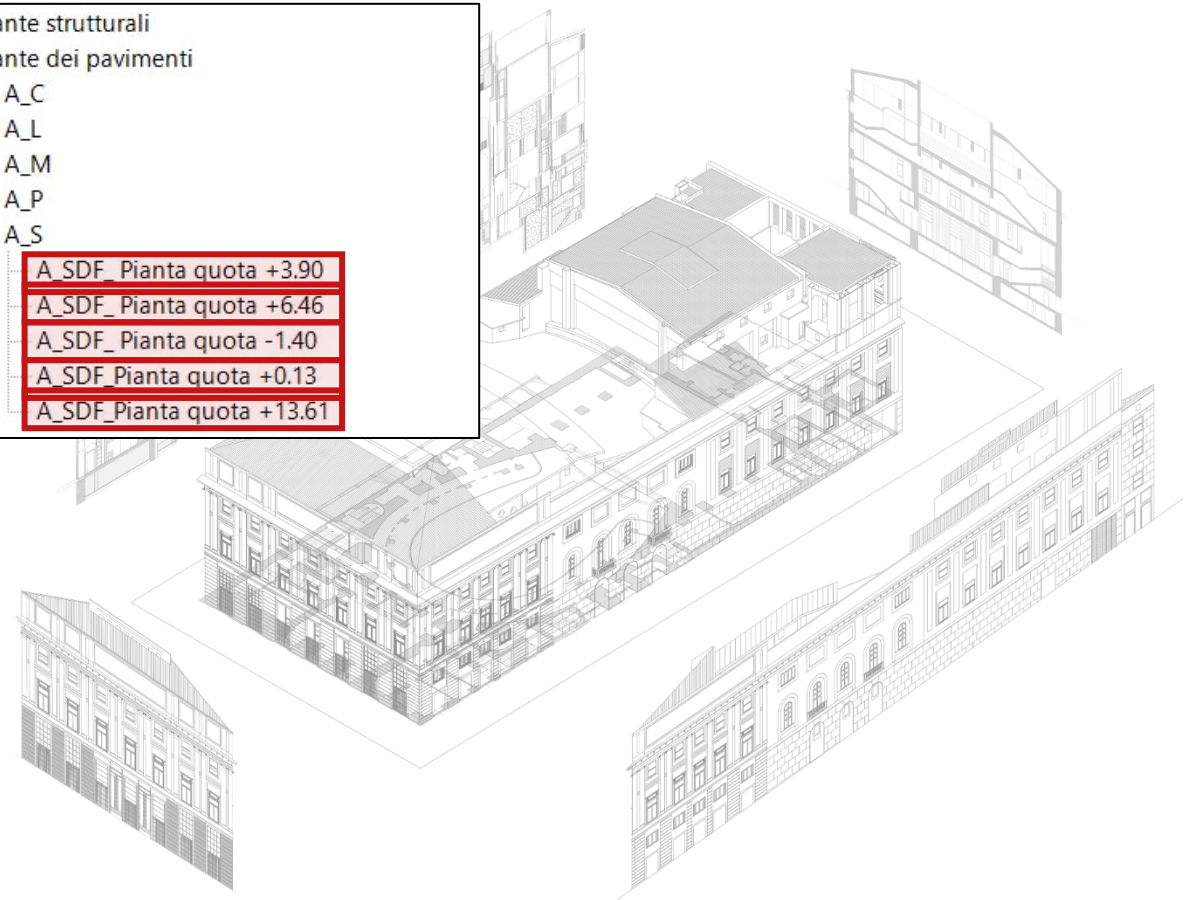 ante strutturali
ante dei pavimenti
A_C
A_L
A_M
A_P
A_S
A_SDF_ Pianta quota +3.90
A_SDF_ Pianta quota +6.46
A_SDF_ Pianta quota -1.40
A_SDF_Pianta quota +0.13
A_SDF_Pianta quota +13.61